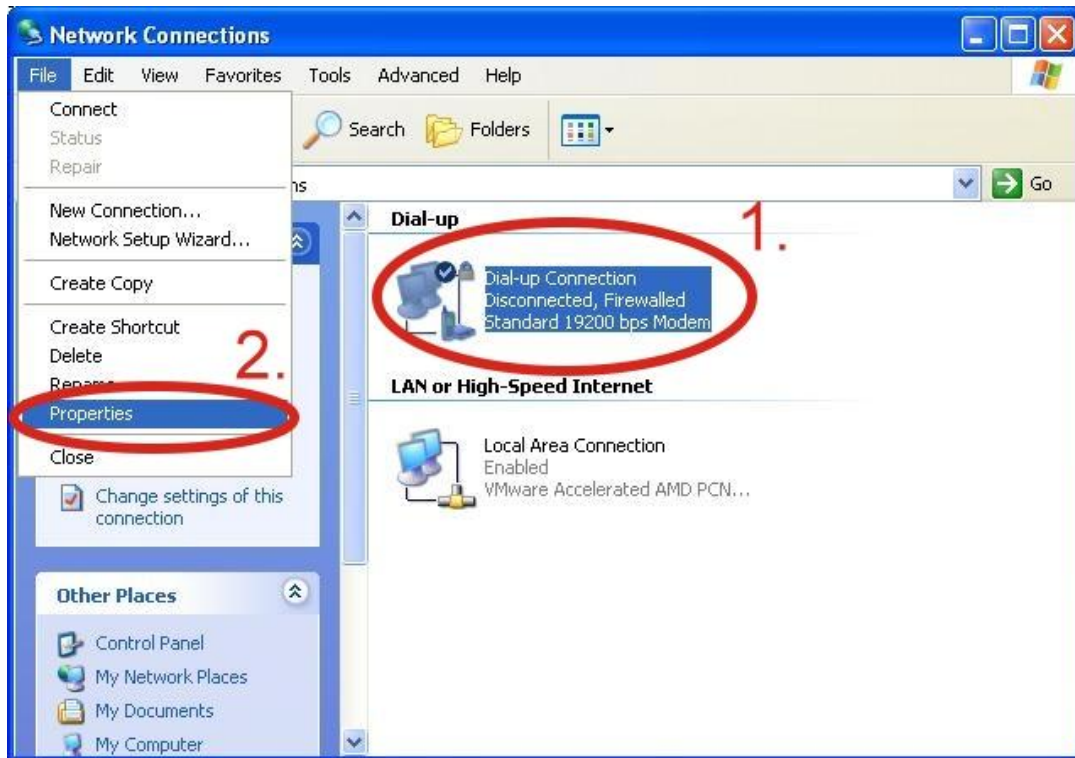 Network Connections
File Edit View Favorites Tools Advanced Help
Connect
Status
Repair
New Connection...
Network Setup Wizard...
Create Copy
Create Shortcut
Delete
Rename
Properties
Close
Search Folders
ns
Go
Change settings of this
connection
Other Places
Control Panel
My Network Places
My Documents
My Computer
Dial-up
1.
Dial-up Connection
Disconnected, Firewalled
Standard 19200 bps Modem
2.
LAN or High-Speed Internet
Local Area Connection
Enabled
VMware Accelerated AMD PCN...